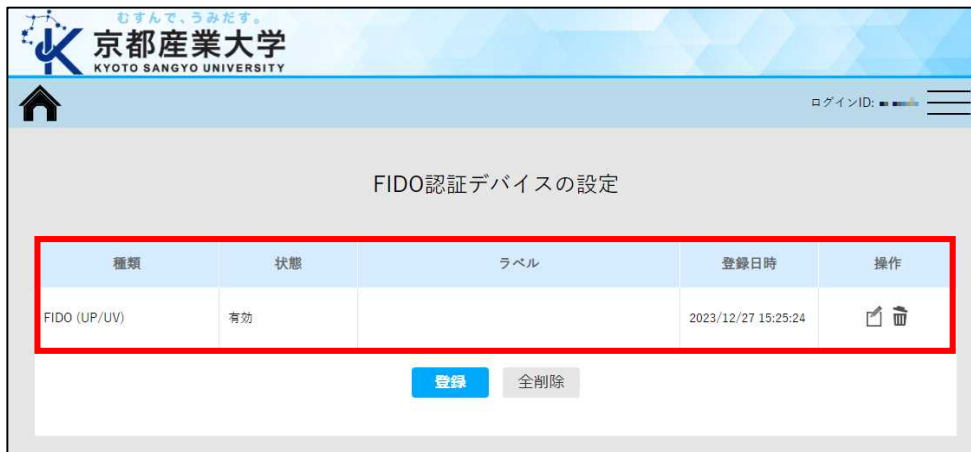 むすんで、うみだす。
京都産業大学
KYOTO SANGYO UNIVERSITY
ログインID:
FIDO認証デバイスの設定
種類 状態 ラベル 登録日時 操作
FIDO (UP/UV) 有効 2023/12/27 15:25:24
登録 全削除